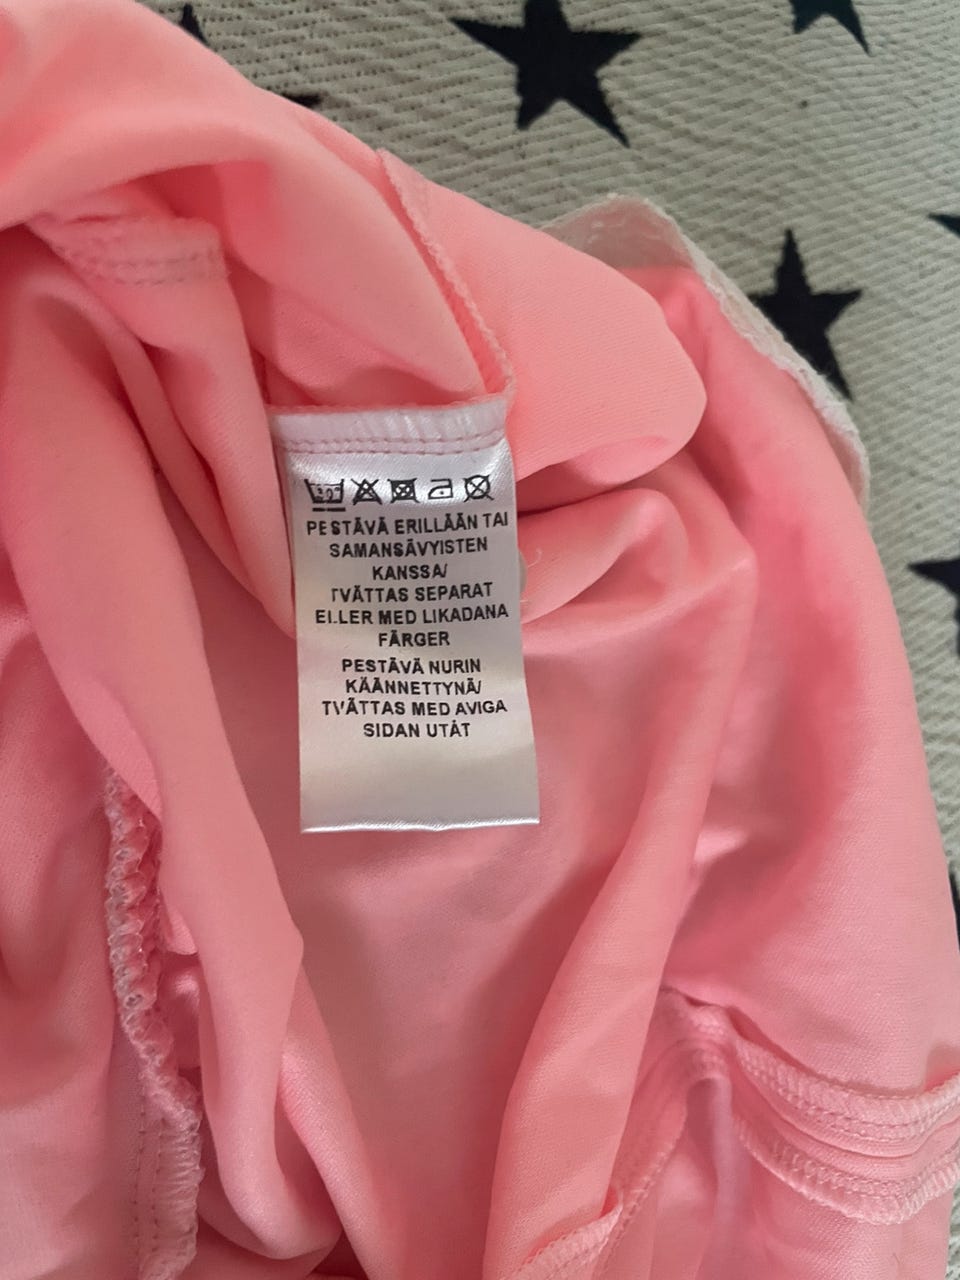 PESTÄVÄ ERILLÄÄN TAI
SAMANSÄVYISTEN
KANSSA/
TVÄTTAS SEPARAT
ELLER MED LIKADANA
FÄRGER
PESTÄVÄ NURIN
KÄÄNNETTYNÄ/
TVÄTTAS MED AVIGA
SIDAN UTÅT